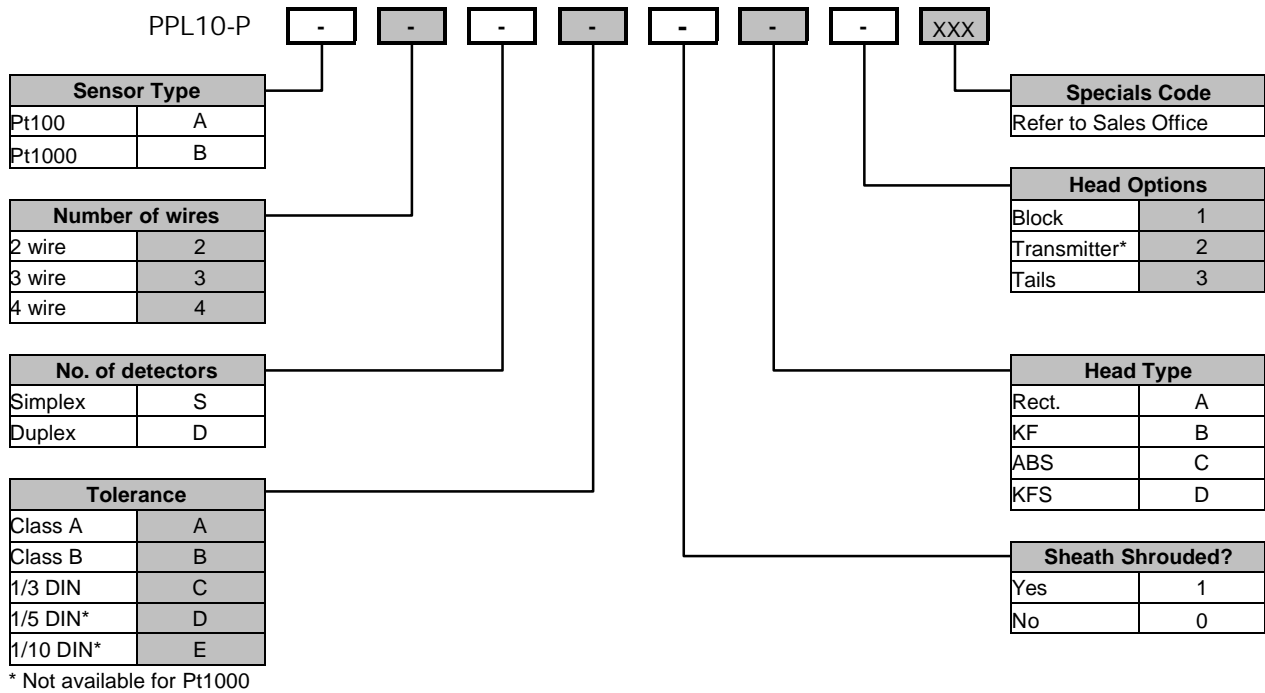 PPL10-P - - - - - - - XXX
Sensor Type
Pt100 A
Pt1000 B
Number of wires
2 wire 2
3 wire 3
4 wire 4
No. of detectors
Simplex S
Duplex D
Tolerance
Class A A
Class B B
1/3 DIN C
1/5 DIN* D
1/10 DIN* E
* Not available for Pt1000
Specials Code
Refer to Sales Office
Head Options
Block 1
Transmitter* 2
Tails 3
Head Type
Rect. A
KF B
ABS C
KFS D
Sheath Shrouded?
Yes 1
No 0